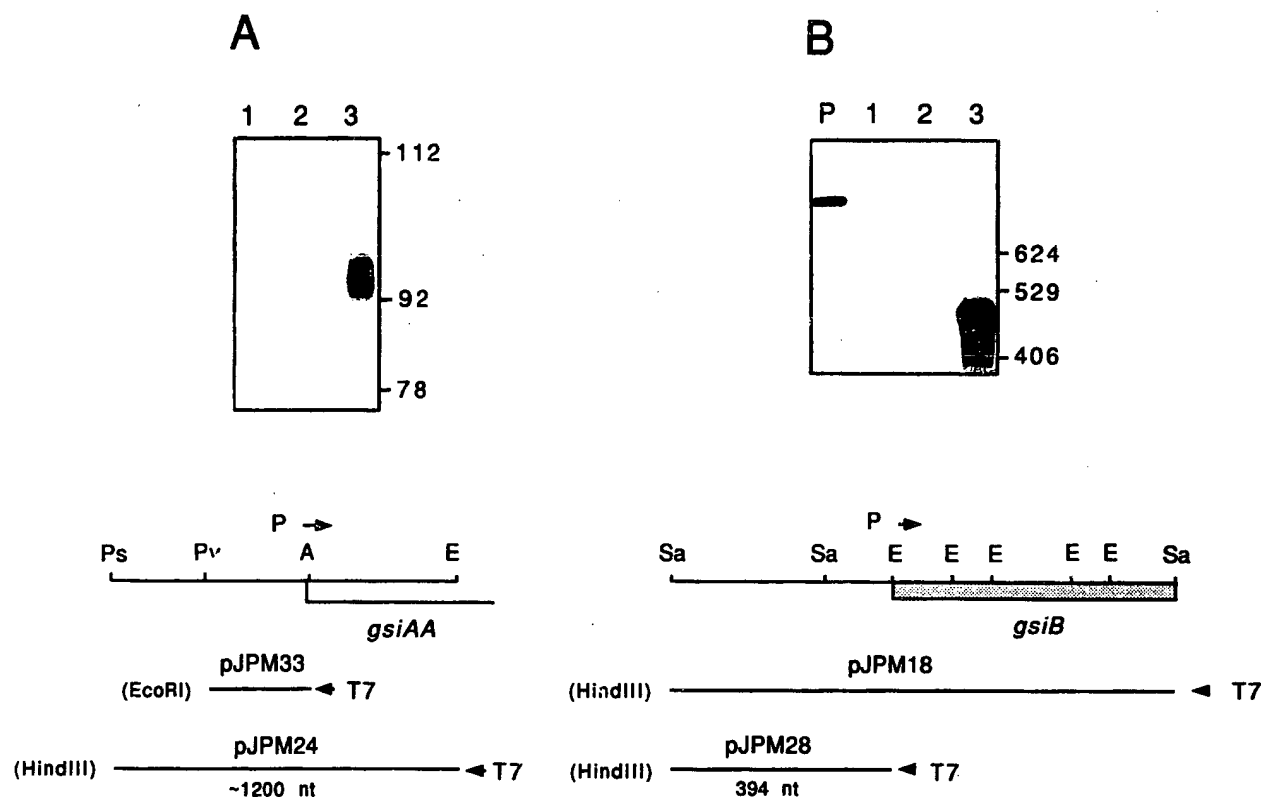 A
1 2 3
112
92
78
B
P 1 2 3
624
529
406
P
Ps Pv A E
gsiAA
pJPM33
(EcoRI) T7
pJPM24
(HindIII) T7
~1200 nt
P
Sa Sa E E E E E Sa
gsiB
pJPM18
(HindIII) T7
pJPM28
(HindIII) T7
394 nt